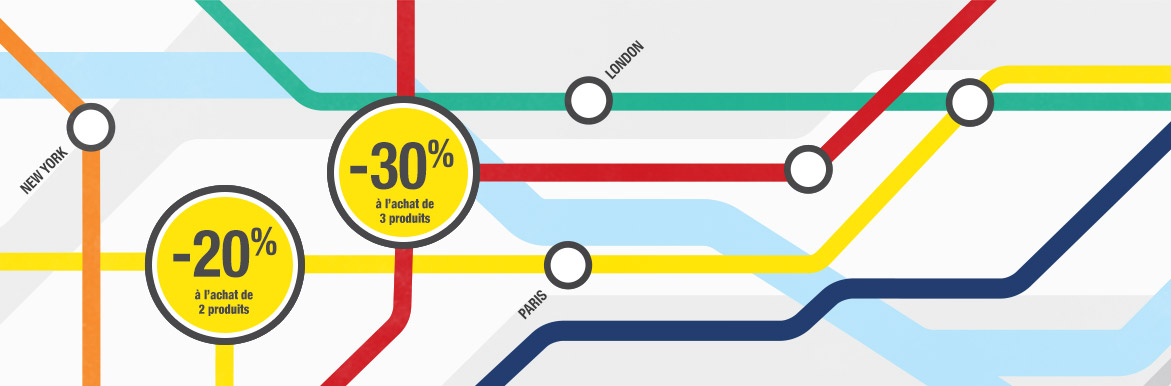 LONDON
NEW YORK
-30%
à l'achat de
3 produits
-20%
à l'achat de
2 produits
PARIS